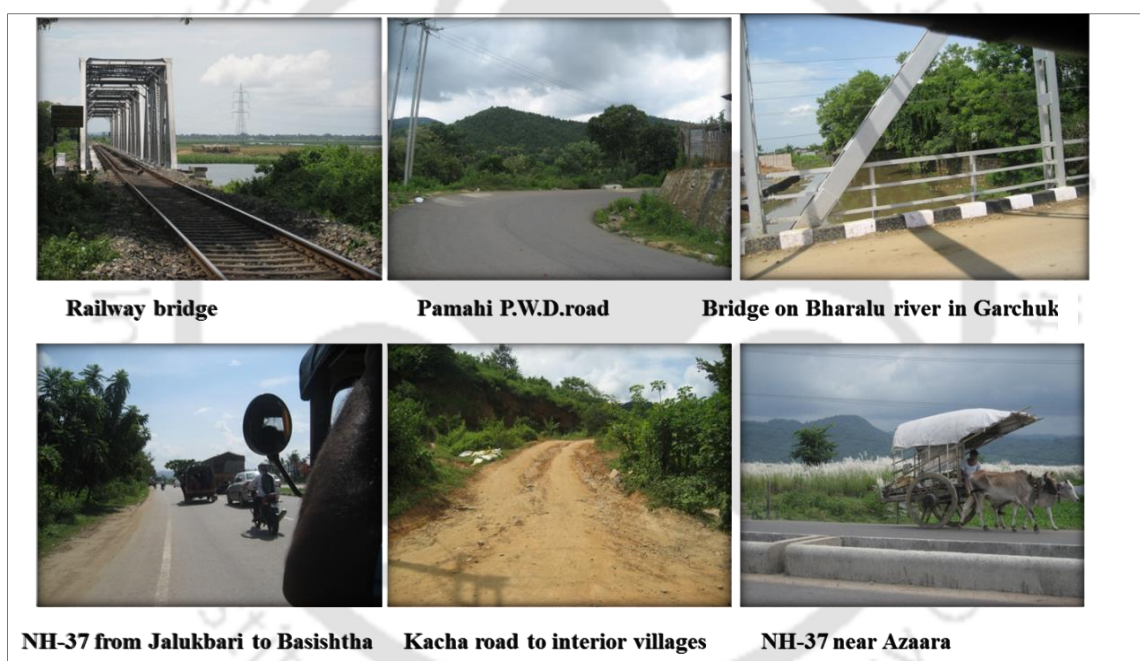 Railway bridge
Pamahi P.W.D.road
Bridge on Bharalu river in Garchuk
NH-37 from Jalukbari to Basishtha
Kacha road to interior villages
NH-37 near Azaara